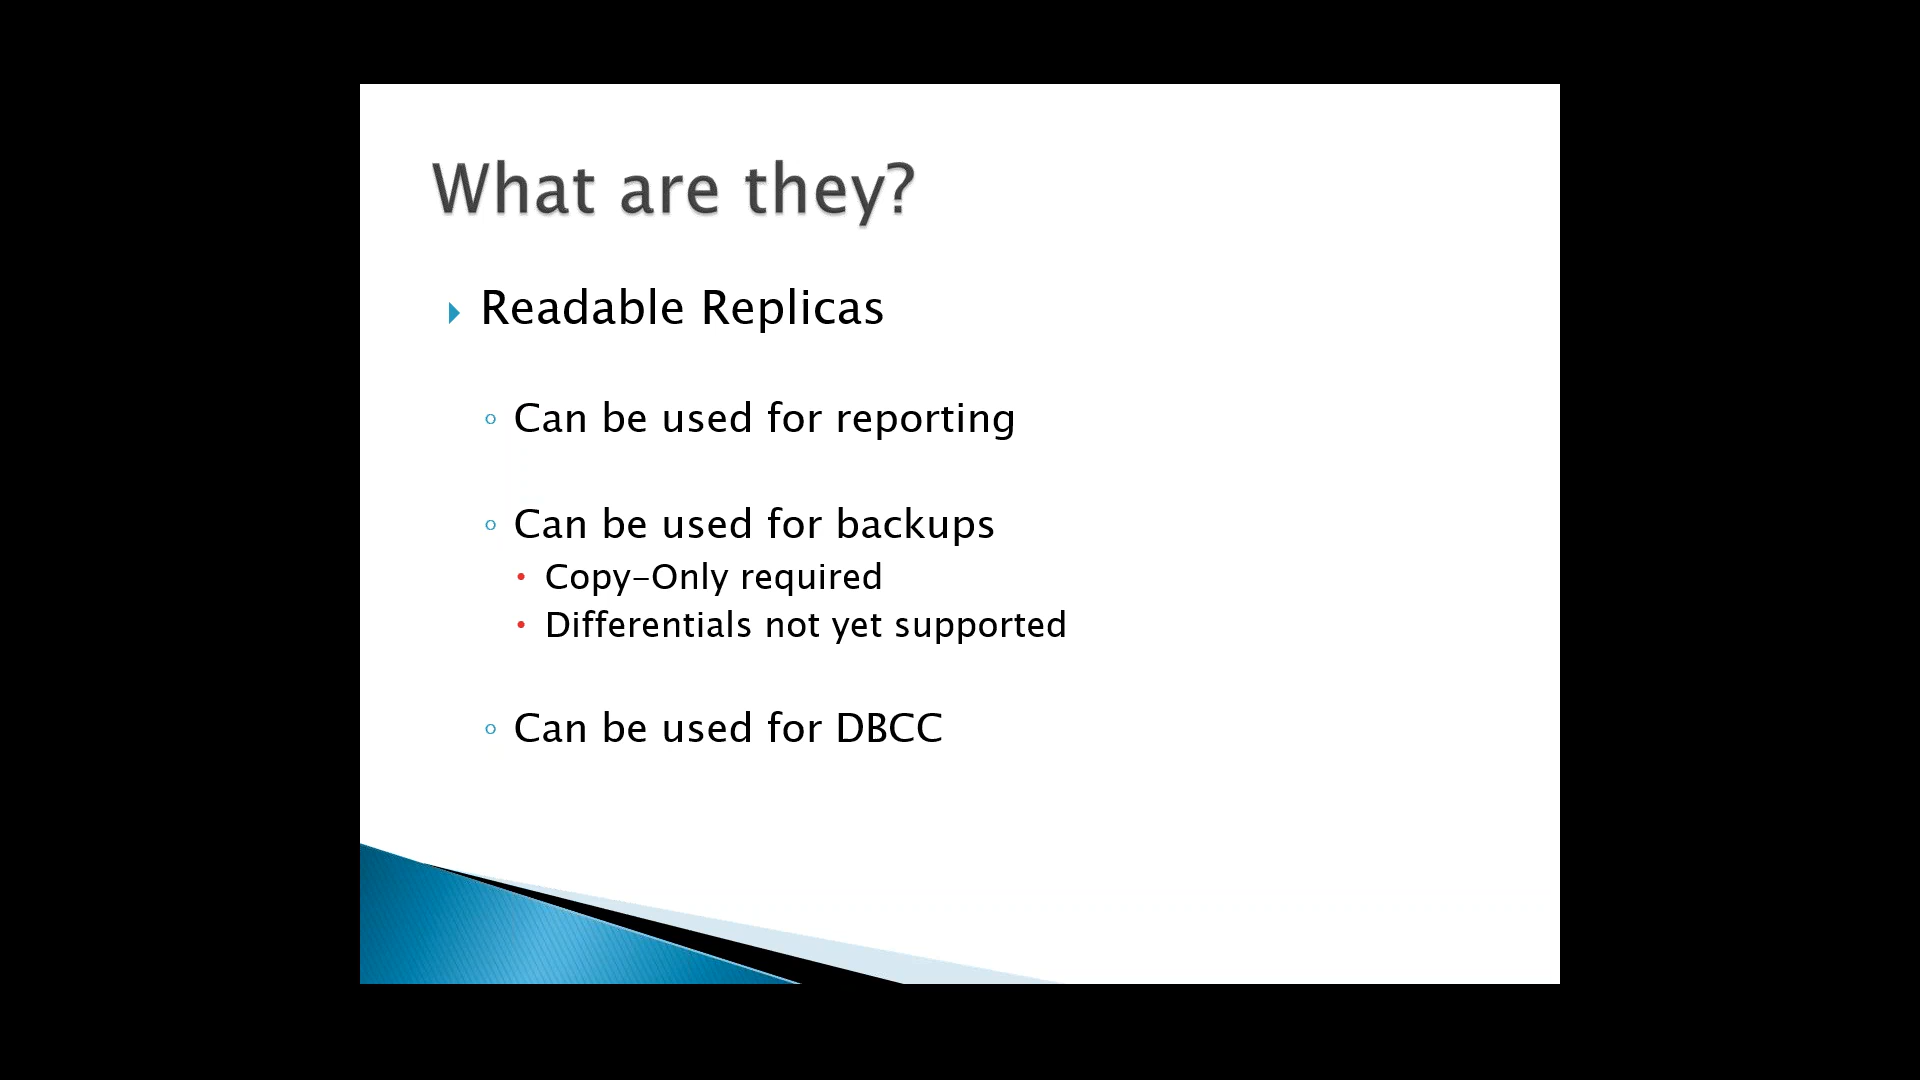 What are they?
Readable Replicas
Can be used for reporting
Can be used for backups
Copy-Only required
Differentials not yet supported
Can be used for DBCC